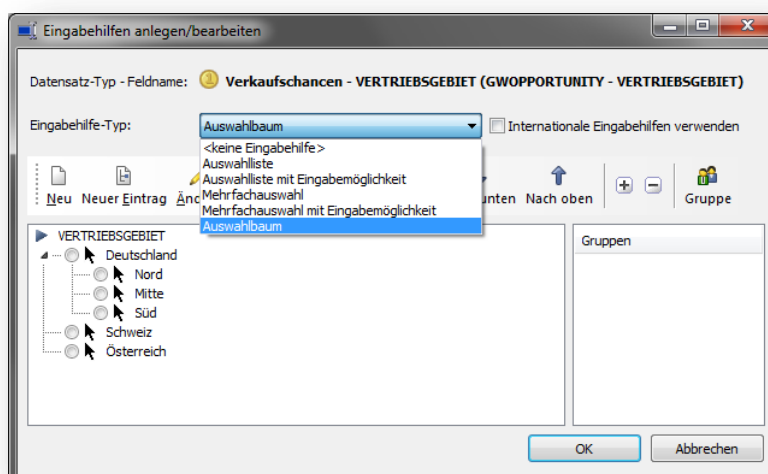 Eingabehilfen anlegen/bearbeiten
Datensatz-Typ - Feldname: 1 Verkaufschancen - VERTRIEBSGEBIET (GWOPPORTUNITY - VERTRIEBSGEBIET)
Eingabehilfe-Typ: Auswahlbaum Internationale Eingabehilfen verwenden
<keine Eingabehilfe>
Auswahlliste
Auswahlliste mit Eingabemöglichkeit
Mehrfachauswahl
Mehrfachauswahl mit Eingabemöglichkeit
Auswahlbaum
Neu Neuer Eintrag Nach oben Gruppe
VERTRIEBSGEBIET
Deutschland
Nord
Mitte
Süd
Schweiz
Österreich
Gruppen
OK Abbrechen